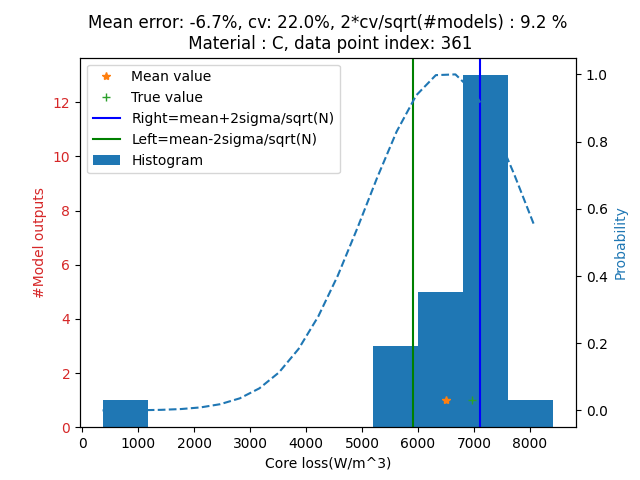 Mean error: -6.7%, cv: 22.0%, 2*cv/sqrt(#models) : 9.2 %
Material : C, data point index: 361
Mean value
True value
Right=mean+2sigma/sqrt(N)
Left=mean-2sigma/sqrt(N)
Histogram
#Model outputs
0
2
4
6
8
10
12
0 1000 2000 3000 4000 5000 6000 7000 8000
Core loss(W/m^3)
0.0
0.2
0.4
0.6
0.8
1.0
Probability